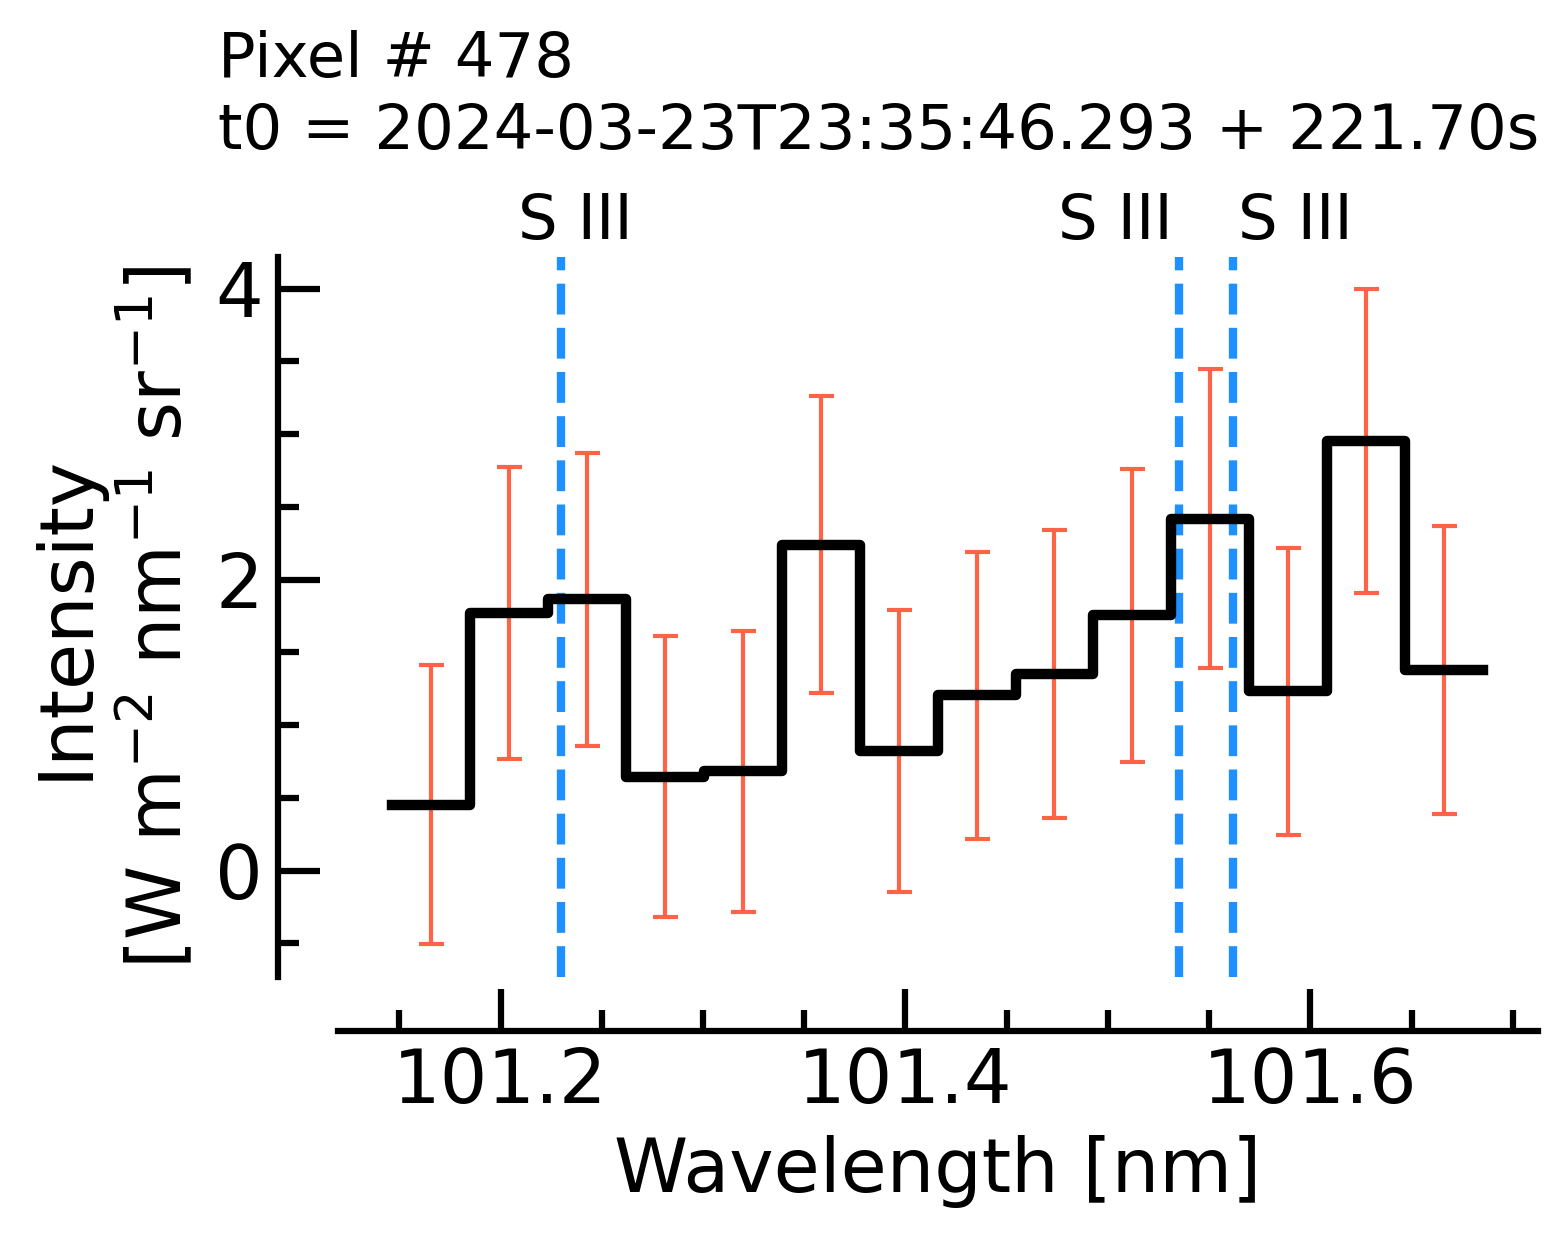 Pixel # 478
t0 = 2024-03-23T23:35:46.293 + 221.70s
S III S III S III
Intensity
[W m⁻² nm⁻¹ sr⁻¹]
4
2
0
101.2 101.4 101.6
Wavelength [nm]